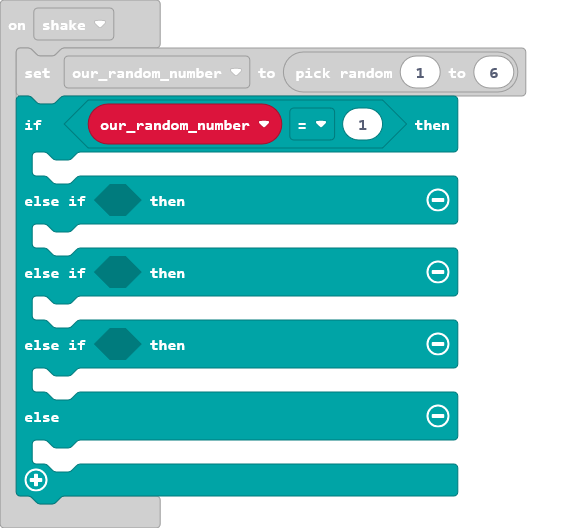 on shake
set our_random_number to pick random 1 to 6
if our_random_number = 1 then
else if then
else if then
else if then
else